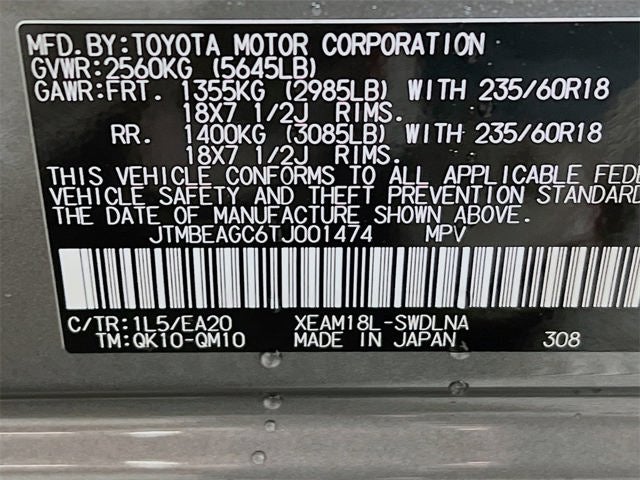 MFD.BY:TOYOTA MOTOR CORPORATION
GVWR:2560KG (5645LB)
GAWR:FRT. 1355KG (2985LB) WITH 235/60R18
18X7 1/2J RIMS.
RR. 1400KG (3085LB) WITH 235/60R18
18X7 1/2J RIMS.
THIS VEHICLE CONFORMS TO ALL APPLICABLE FEDE
VEHICLE SAFETY AND THEFT PREVENTION STANDARD
THE DATE OF MANUFACTURE SHOWN ABOVE.
JTMBEAGC6TJ001474 MPV
C/TR:1L5/EA20 XEAM18L-SWDLNA
TM:QK10-QM10 MADE IN JAPAN 308